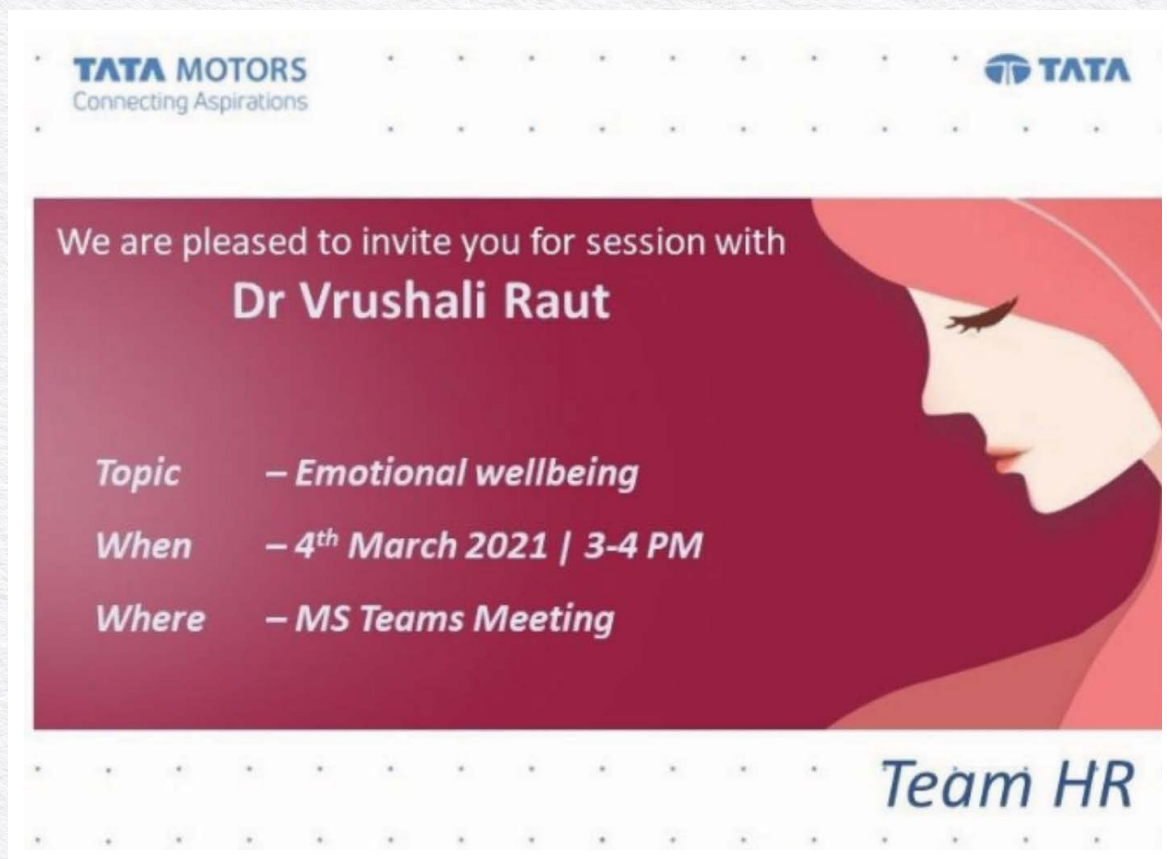 TATA MOTORS
Connecting Aspirations
TATA
We are pleased to invite you for session with
Dr Vrushali Raut
Topic – Emotional wellbeing
When – 4th March 2021 | 3-4 PM
Where – MS Teams Meeting
Team HR